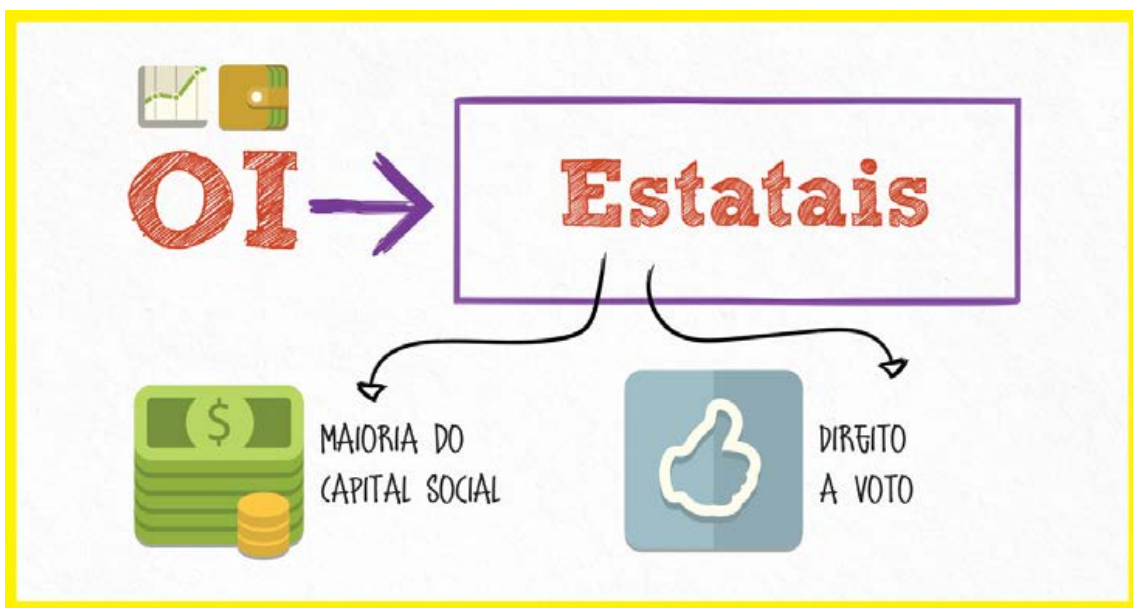 OI
Estatais
$
MAIORIA DO
CAPITAL SOCIAL
DIREITO
A VOTO